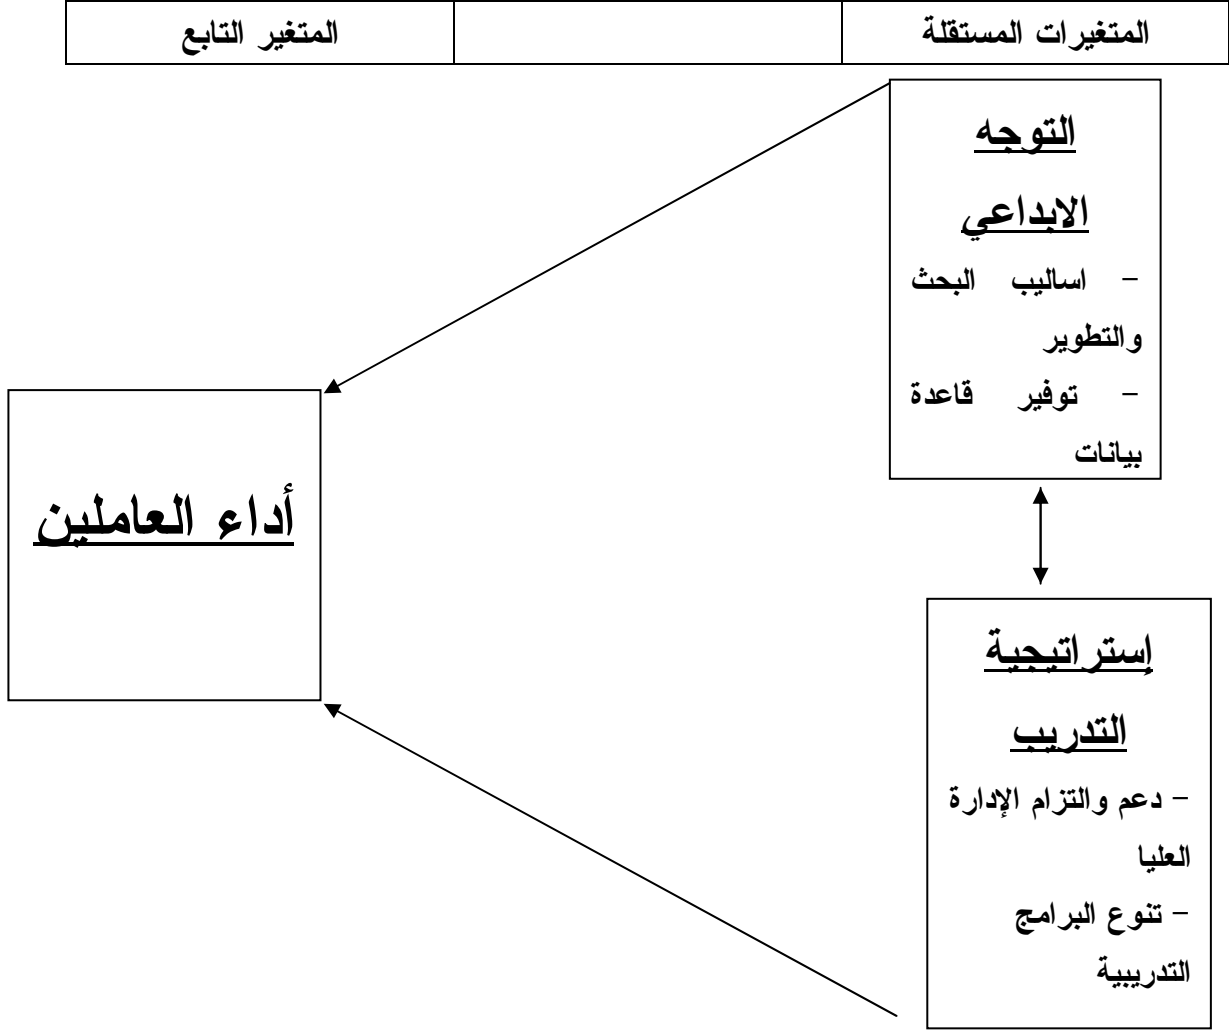 المتغيرات المستقلة
المتغير التابع
التوجه
الابداعي
- اساليب البحث
والتطوير
- توفير قاعدة
بيانات
أداء العاملين
إستراتيجية
التدريب
- دعم والتزام الإدارة
العليا
- تنوع البرامج
التدريبية